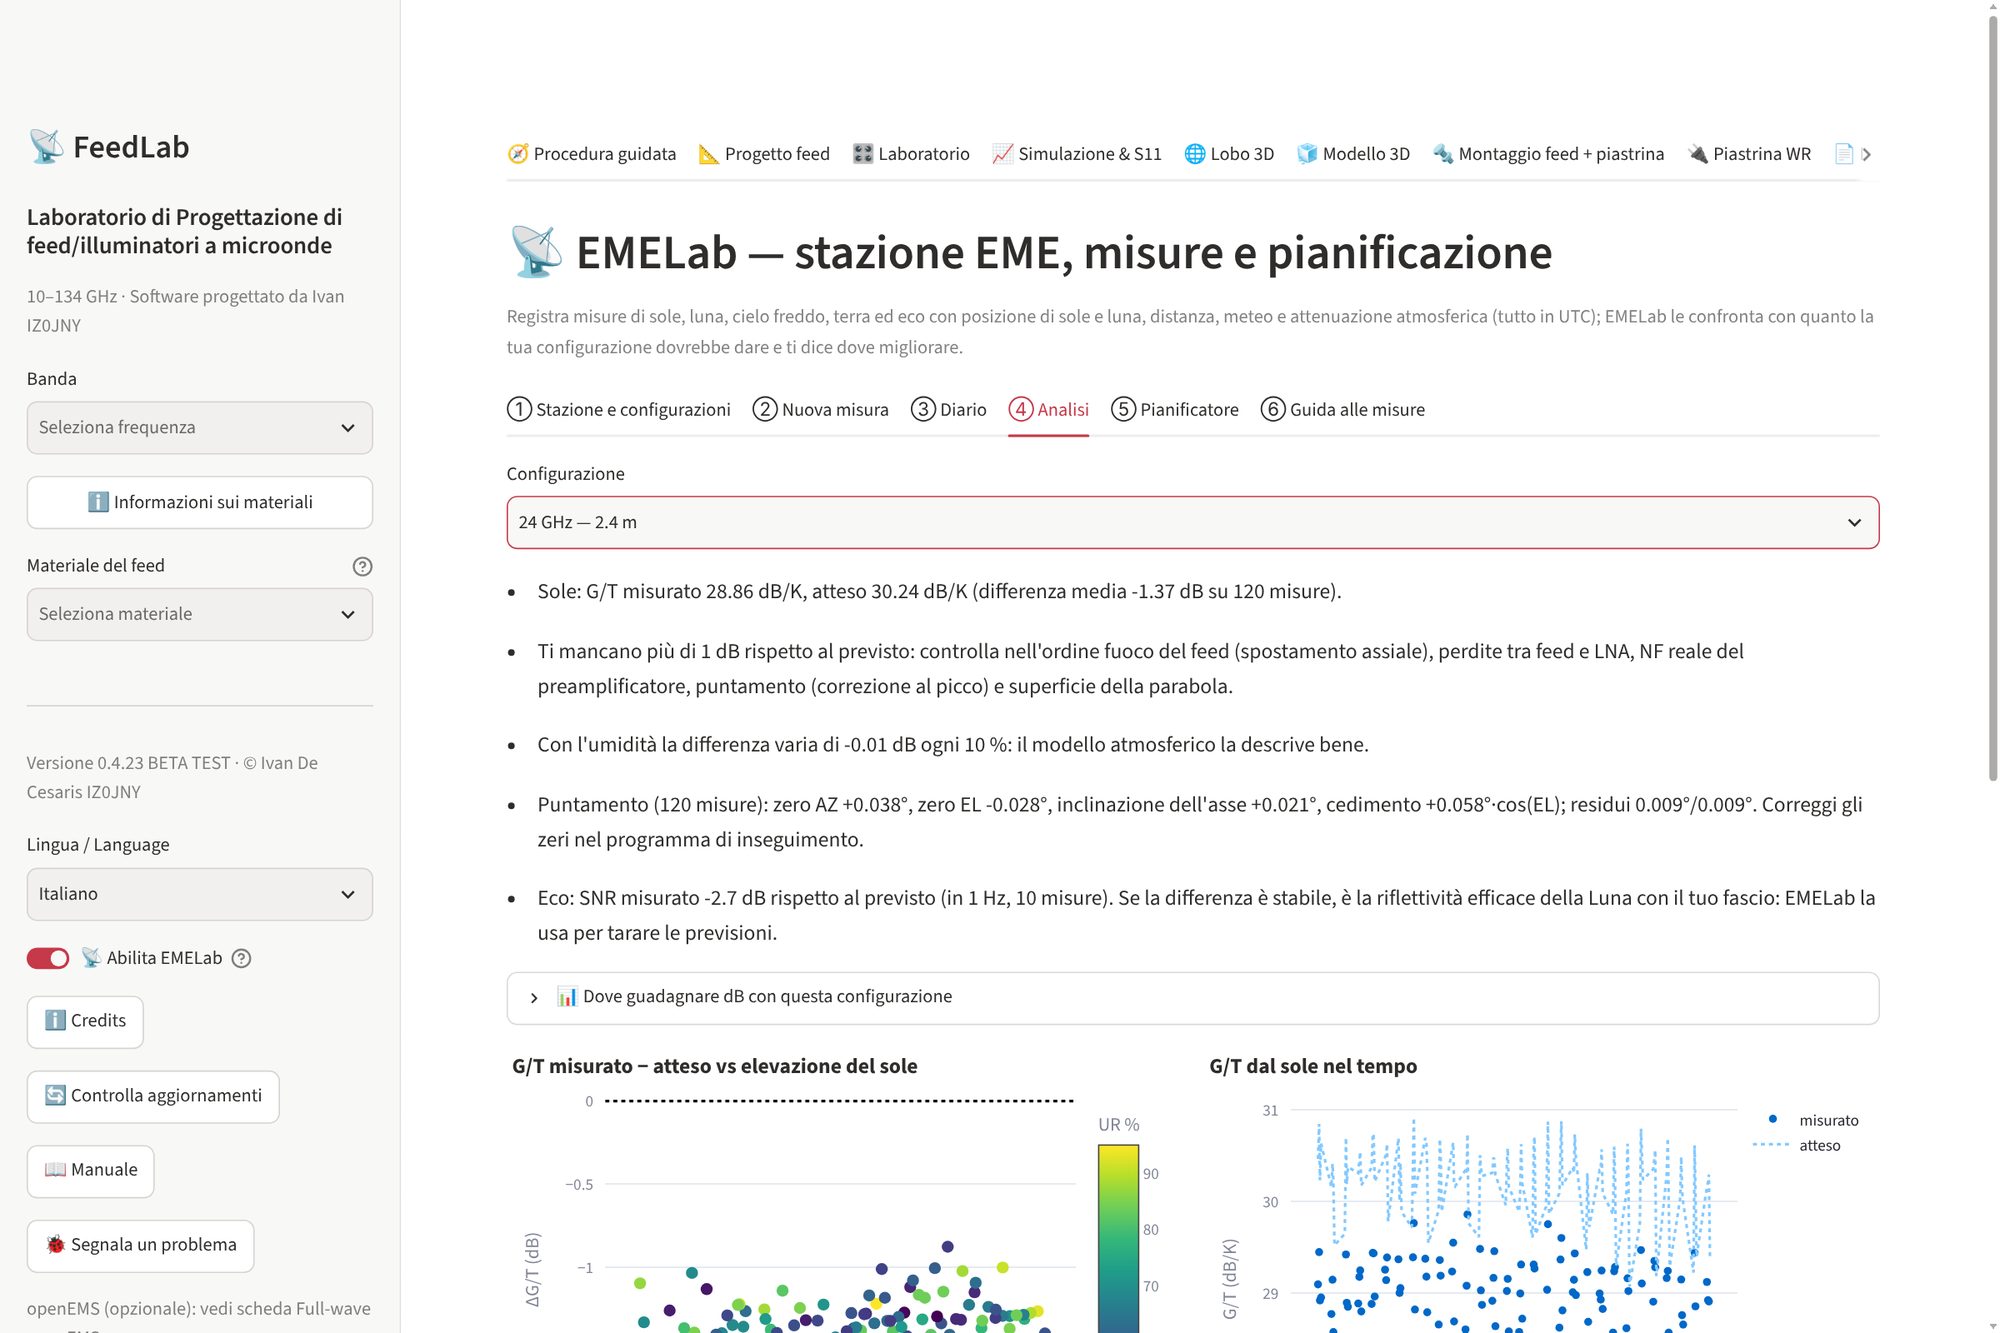 FeedLab
Laboratorio di Progettazione di
feed/illuminatori a microonde
10–134 GHz · Software progettato da Ivan
IZ0JNY
Banda
Seleziona frequenza
Informazioni sui materiali
Materiale del feed
Seleziona materiale
Versione 0.4.23 BETA TEST · © Ivan De
Cesaris IZ0JNY
Lingua / Language
Italiano
Abilita EMELab
Credits
Controlla aggiornamenti
Manuale
Segnala un problema
openEMS (opzionale): vedi scheda Full-wave
Procedura guidata
Progetto feed
Laboratorio
Simulazione & S11
Lobo 3D
Modello 3D
Montaggio feed + piastrina
Piastrina WR
EMELab — stazione EME, misure e pianificazione
Registra misure di sole, luna, cielo freddo, terra ed eco con posizione di sole e luna, distanza, meteo e attenuazione atmosferica (tutto in UTC); EMELab le confronta con quanto la
tua configurazione dovrebbe dare e ti dice dove migliorare.
① Stazione e configurazioni
② Nuova misura
③ Diario
④ Analisi
⑤ Pianificatore
⑥ Guida alle misure
Configurazione
24 GHz — 2.4 m
• Sole: G/T misurato 28.86 dB/K, atteso 30.24 dB/K (differenza media -1.37 dB su 120 misure).
• Ti mancano più di 1 dB rispetto al previsto: controlla nell'ordine fuoco del feed (spostamento assiale), perdite tra feed e LNA, NF reale del
preamplificatore, puntamento (correzione al picco) e superficie della parabola.
• Con l'umidità la differenza varia di -0.01 dB ogni 10 %: il modello atmosferico la descrive bene.
• Puntamento (120 misure): zero AZ +0.038°, zero EL -0.028°, inclinazione dell'asse +0.021°, cedimento +0.058°·cos(EL); residui 0.009°/0.009°. Correggi gli
zeri nel programma di inseguimento.
• Eco: SNR misurato -2.7 dB rispetto al previsto (in 1 Hz, 10 misure). Se la differenza è stabile, è la riflettività efficace della Luna con il tuo fascio: EMELab la
usa per tarare le previsioni.
Dove guadagnare dB con questa configurazione
G/T misurato − atteso vs elevazione del sole
0
−0.5
−1
ΔG/T (dB)
UR %
90
80
70
G/T dal sole nel tempo
31
30
29
G/T (dB/K)
misurato
atteso